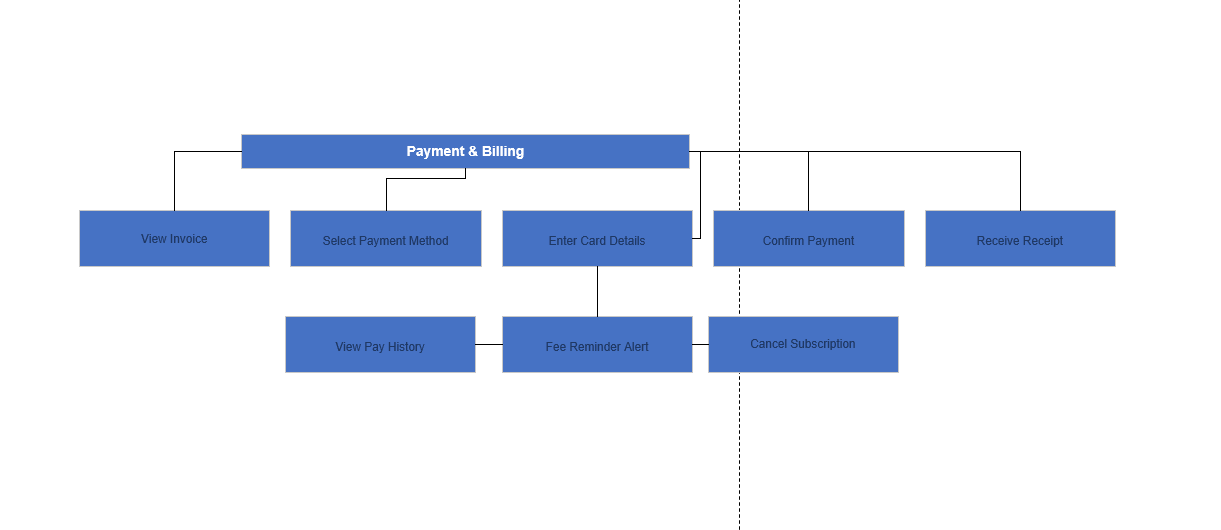 Payment & Billing
View Invoice
Select Payment Method
Enter Card Details
Confirm Payment
Receive Receipt
View Pay History
Fee Reminder Alert
Cancel Subscription